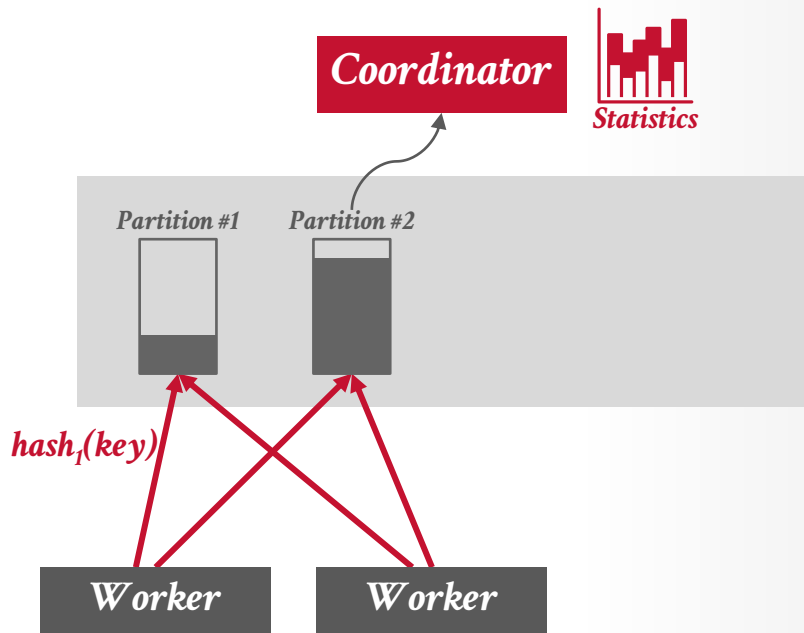 Coordinator
Statistics
Partition #1
Partition #2
hash₁(key)
Worker
Worker